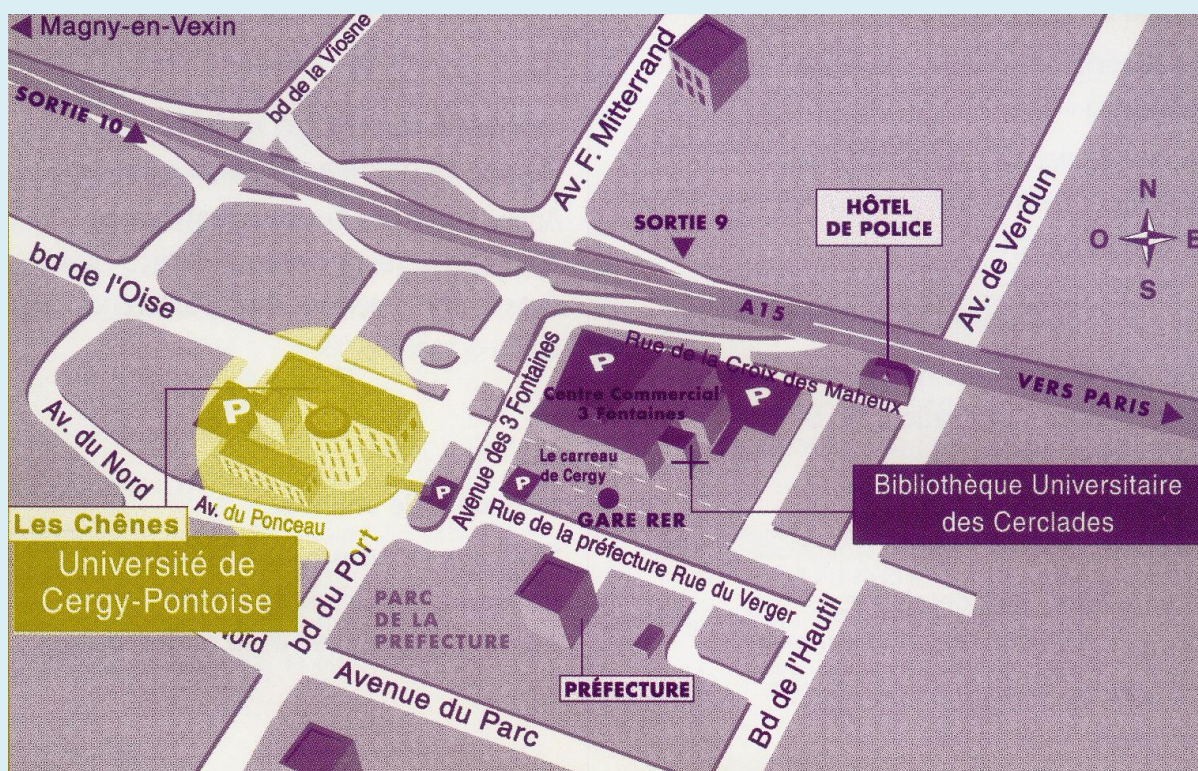 Magny-en-Vexin
bd de la Viosne
Av. F. Mitterrand
SORTIE 10
SORTIE 9
HÔTEL
DE POLICE
Av. de Verdun
N
O
E
S
bd de l'Oise
A15
VERS PARIS
Rue de la Croix des Maheux
P
P
P
Centre Commercial
3 Fontaines
Avenue des 3 Fontaines
Le carreau
de Cergy
P
P
GARE RER
Bibliothèque Universitaire
des Cerclades
Av. du Nord
Av. du Ponceau
Les Chênes
Université de
Cergy-Pontoise
Nord
bd du Port
Rue de la préfecture
Rue du Verger
PARC
DE LA
PREFECTURE
PRÉFECTURE
Bd de l'Hautil
Avenue du Parc